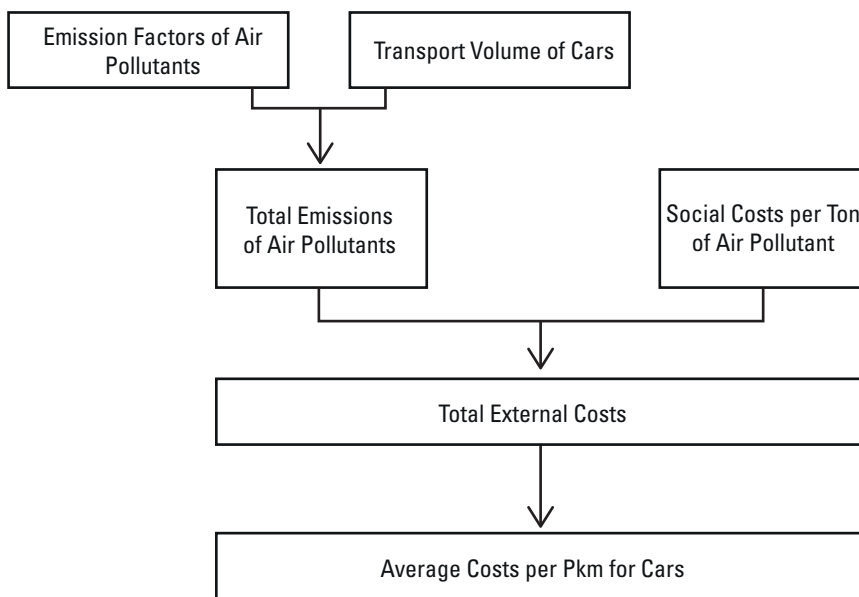 Emission Factors of Air
Pollutants
Transport Volume of Cars
Total Emissions
of Air Pollutants
Social Costs per Ton
of Air Pollutant
Total External Costs
Average Costs per Pkm for Cars